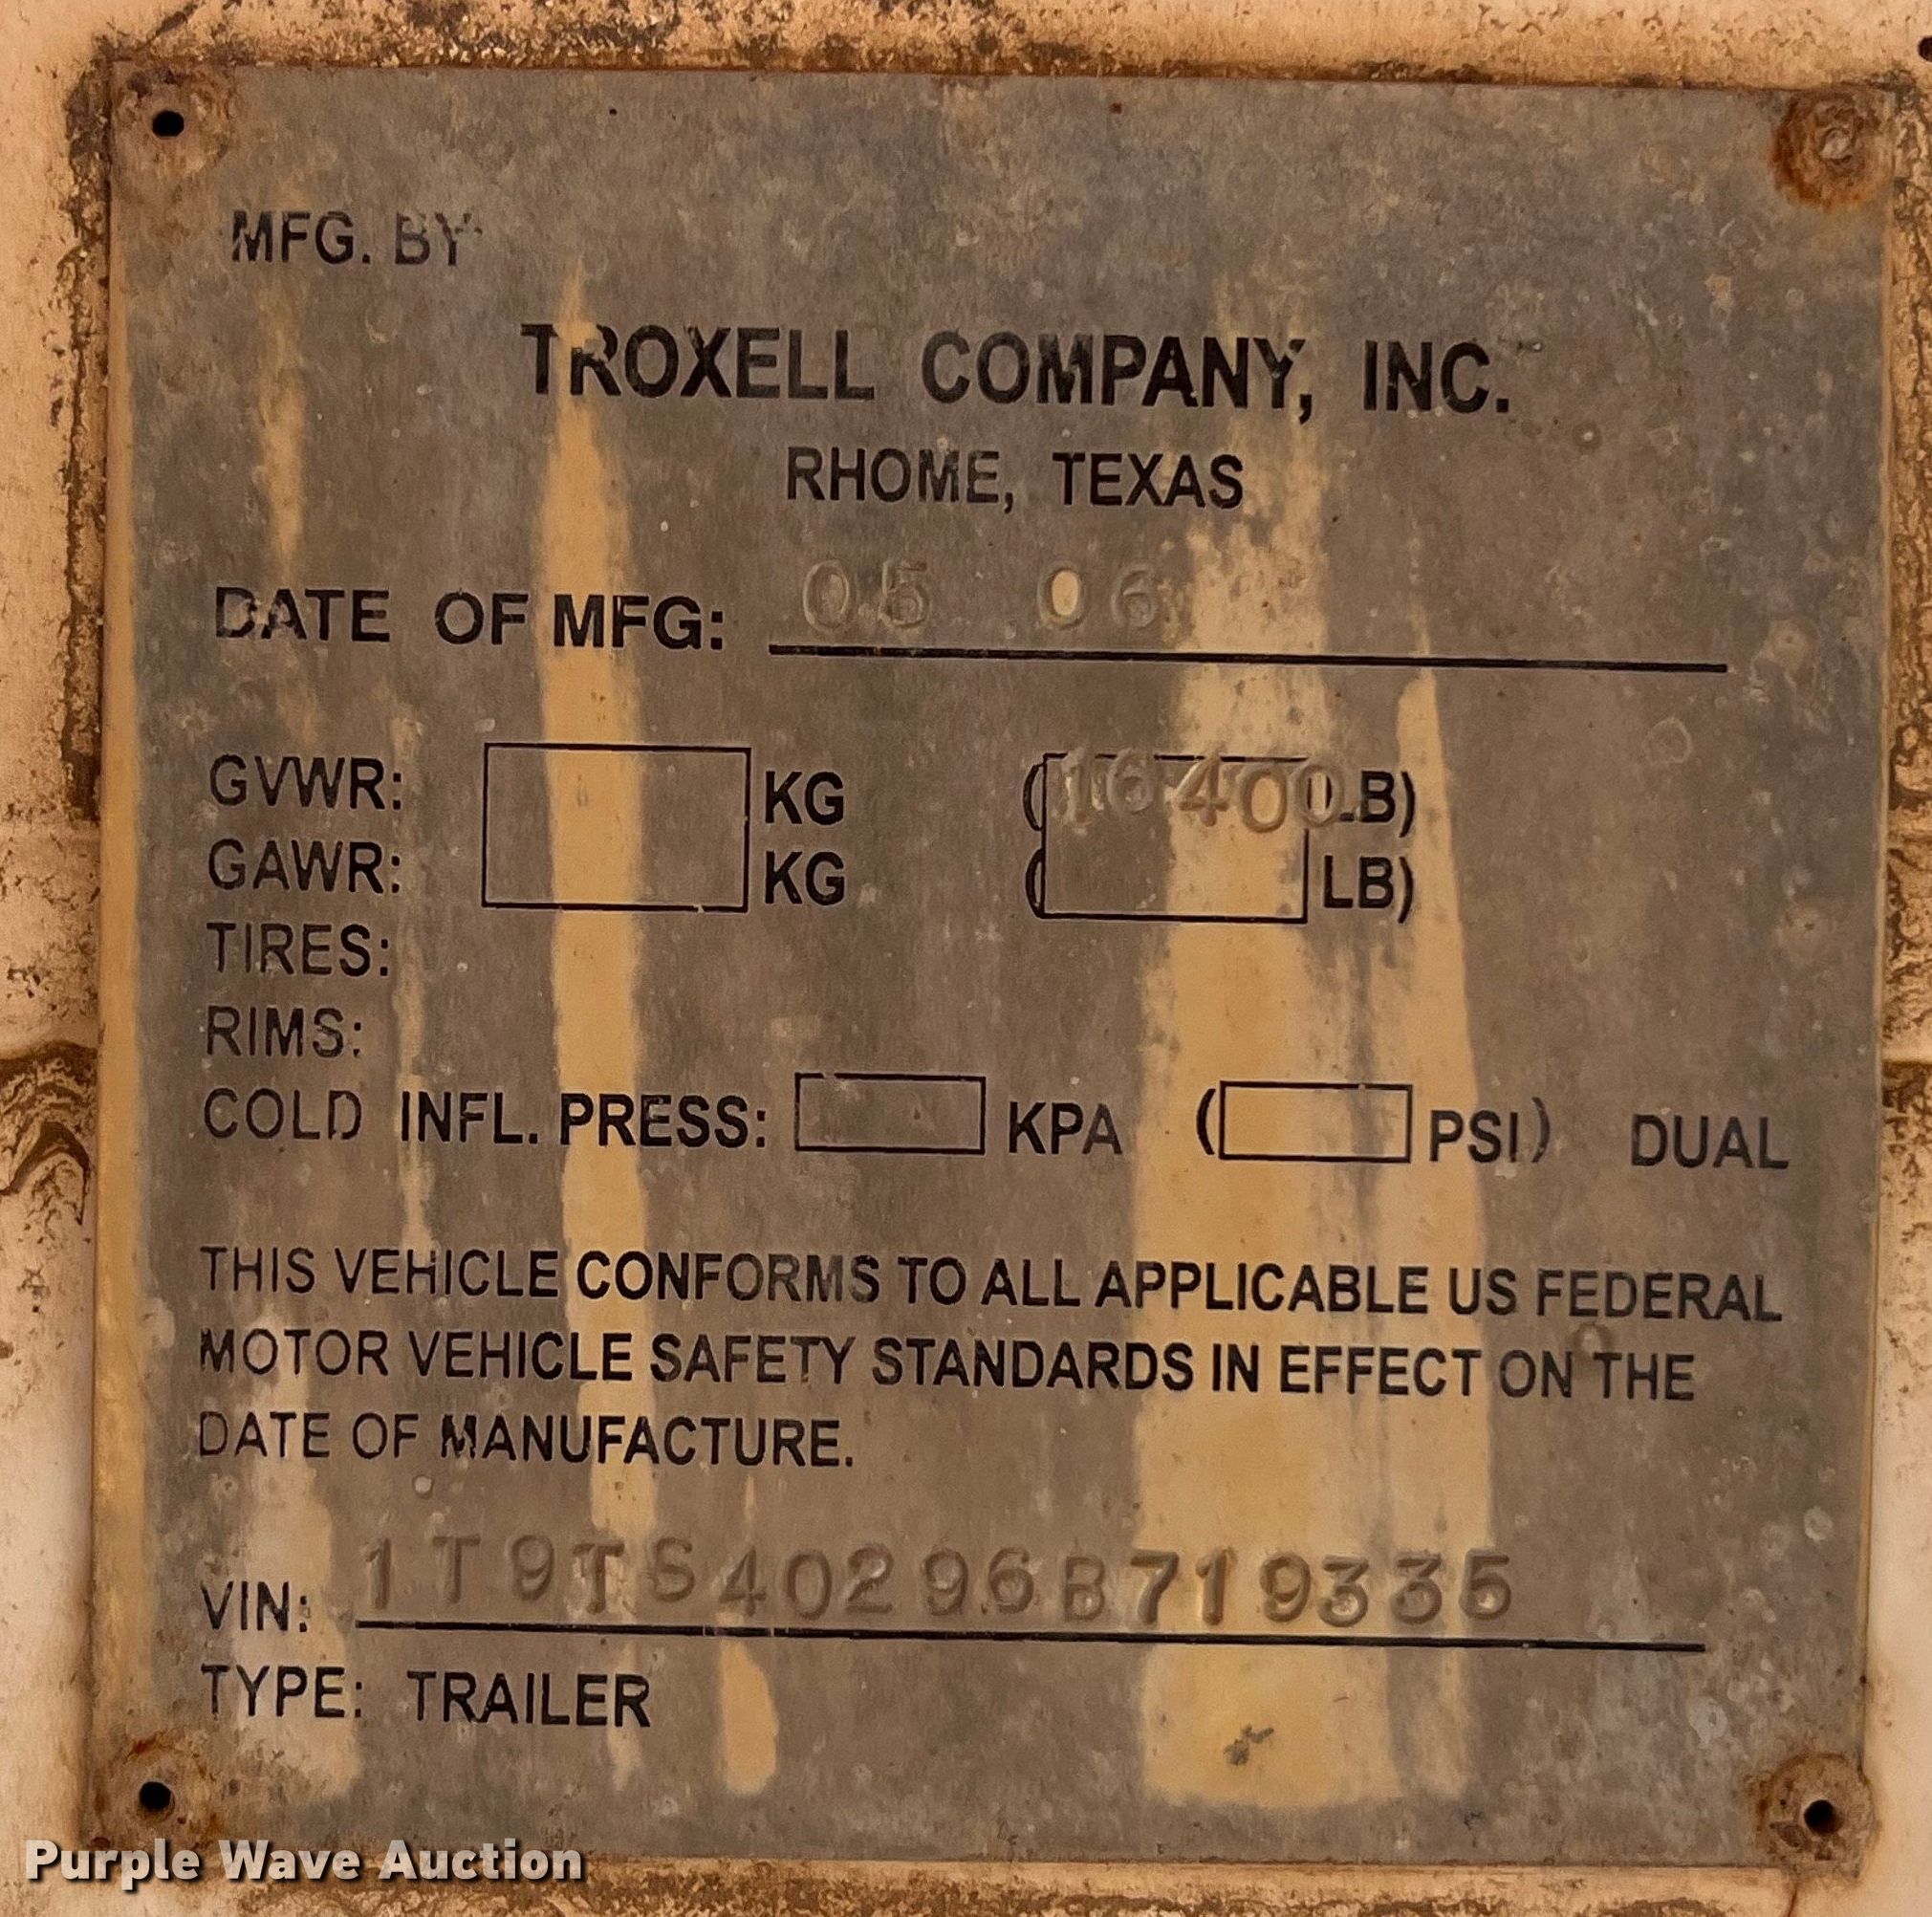 MFG. BY
TROXELL COMPANY, INC.
RHOME, TEXAS
DATE OF MFG: 05 06
GVWR: KG (16400 LB)
GAWR: KG ( LB)
TIRES:
RIMS:
COLD INFL. PRESS: KPA ( PSI) DUAL
THIS VEHICLE CONFORMS TO ALL APPLICABLE US FEDERAL
MOTOR VEHICLE SAFETY STANDARDS IN EFFECT ON THE
DATE OF MANUFACTURE.
VIN: 1T9TS40296B719335
TYPE: TRAILER
Purple Wave Auction